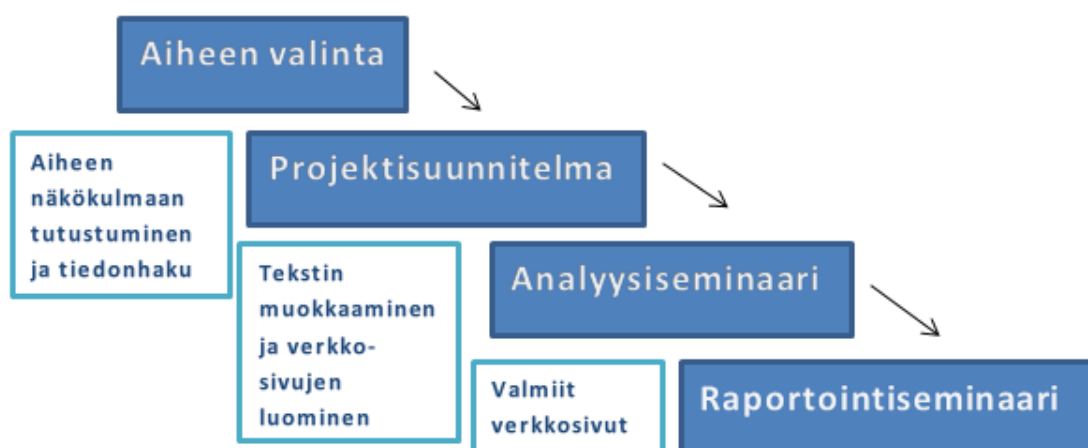 Aiheen valinta
Projektisuunnitelma
Aiheen
näkökulmaan
tutustuminen
ja tiedonhaku
Analyysiseminaari
Tekstin
muokkaaminen
ja verkko-
sivujen
luominen
Raportointiseminaari
Valmiit
verkkosivut